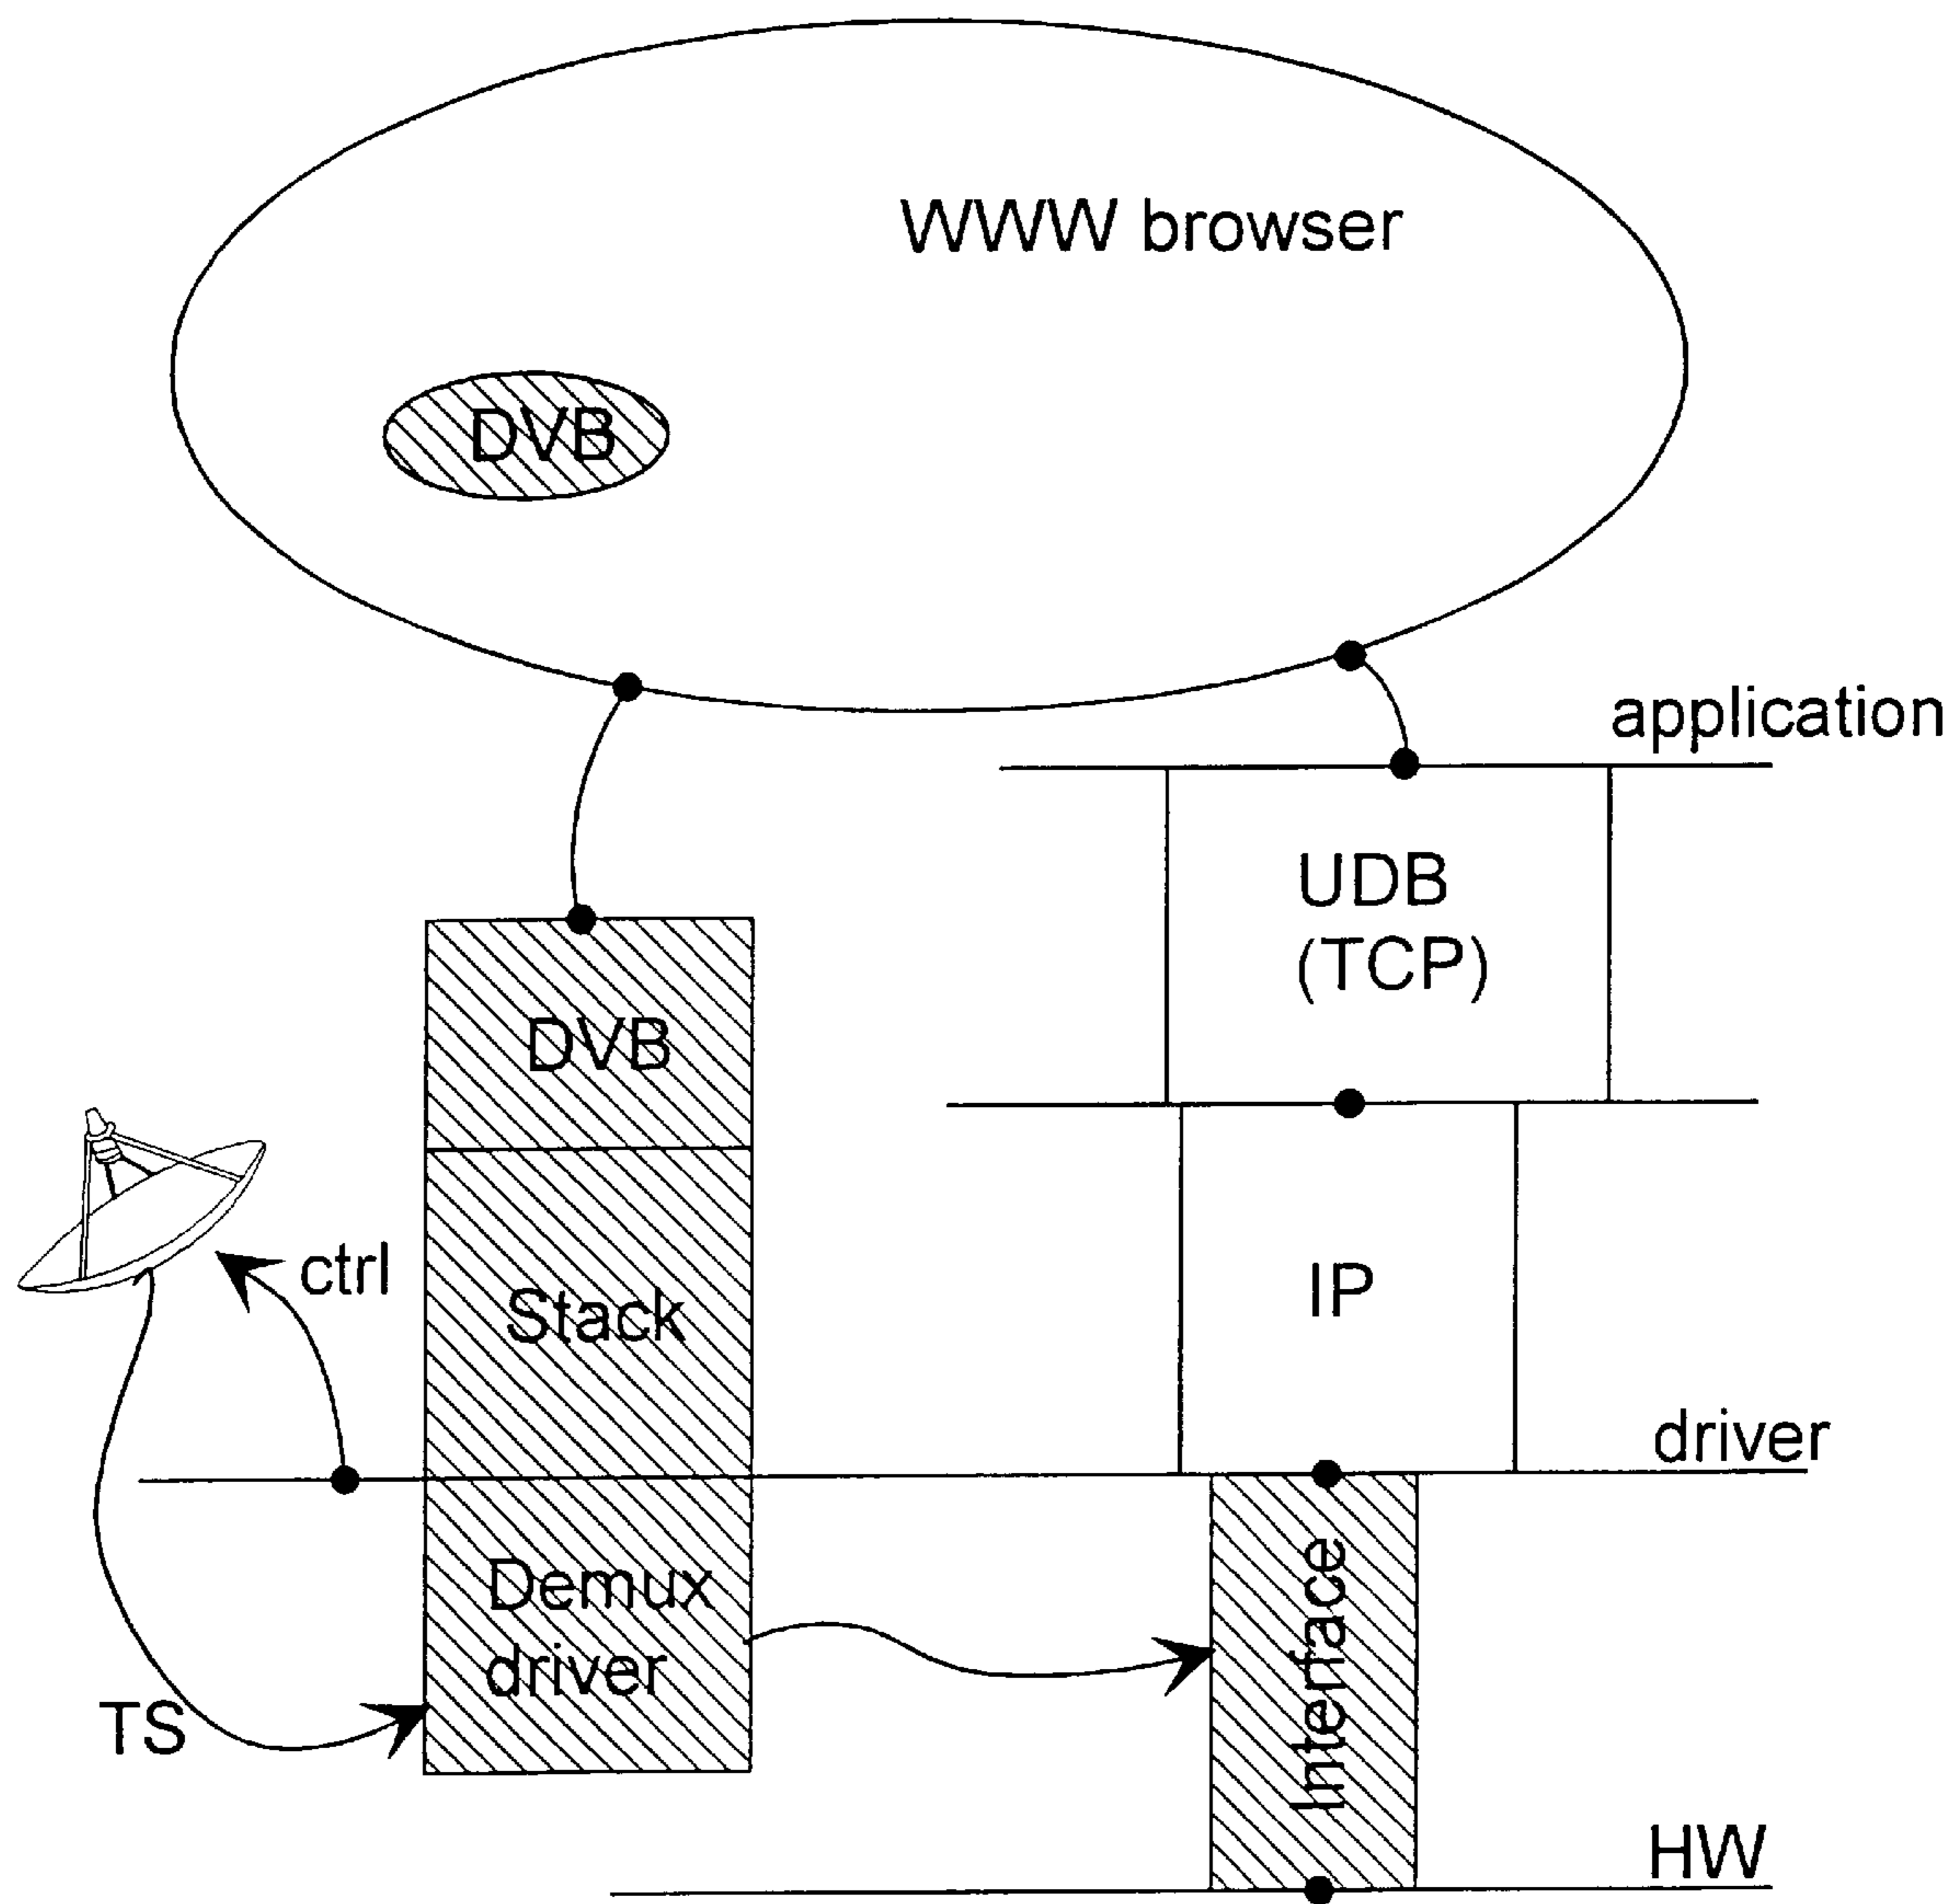 WWW browser
DVB
application
UDB
(TCP)
DVB
ctrl
IP
Stack
driver
Demux
driver
Interface
TS
HW